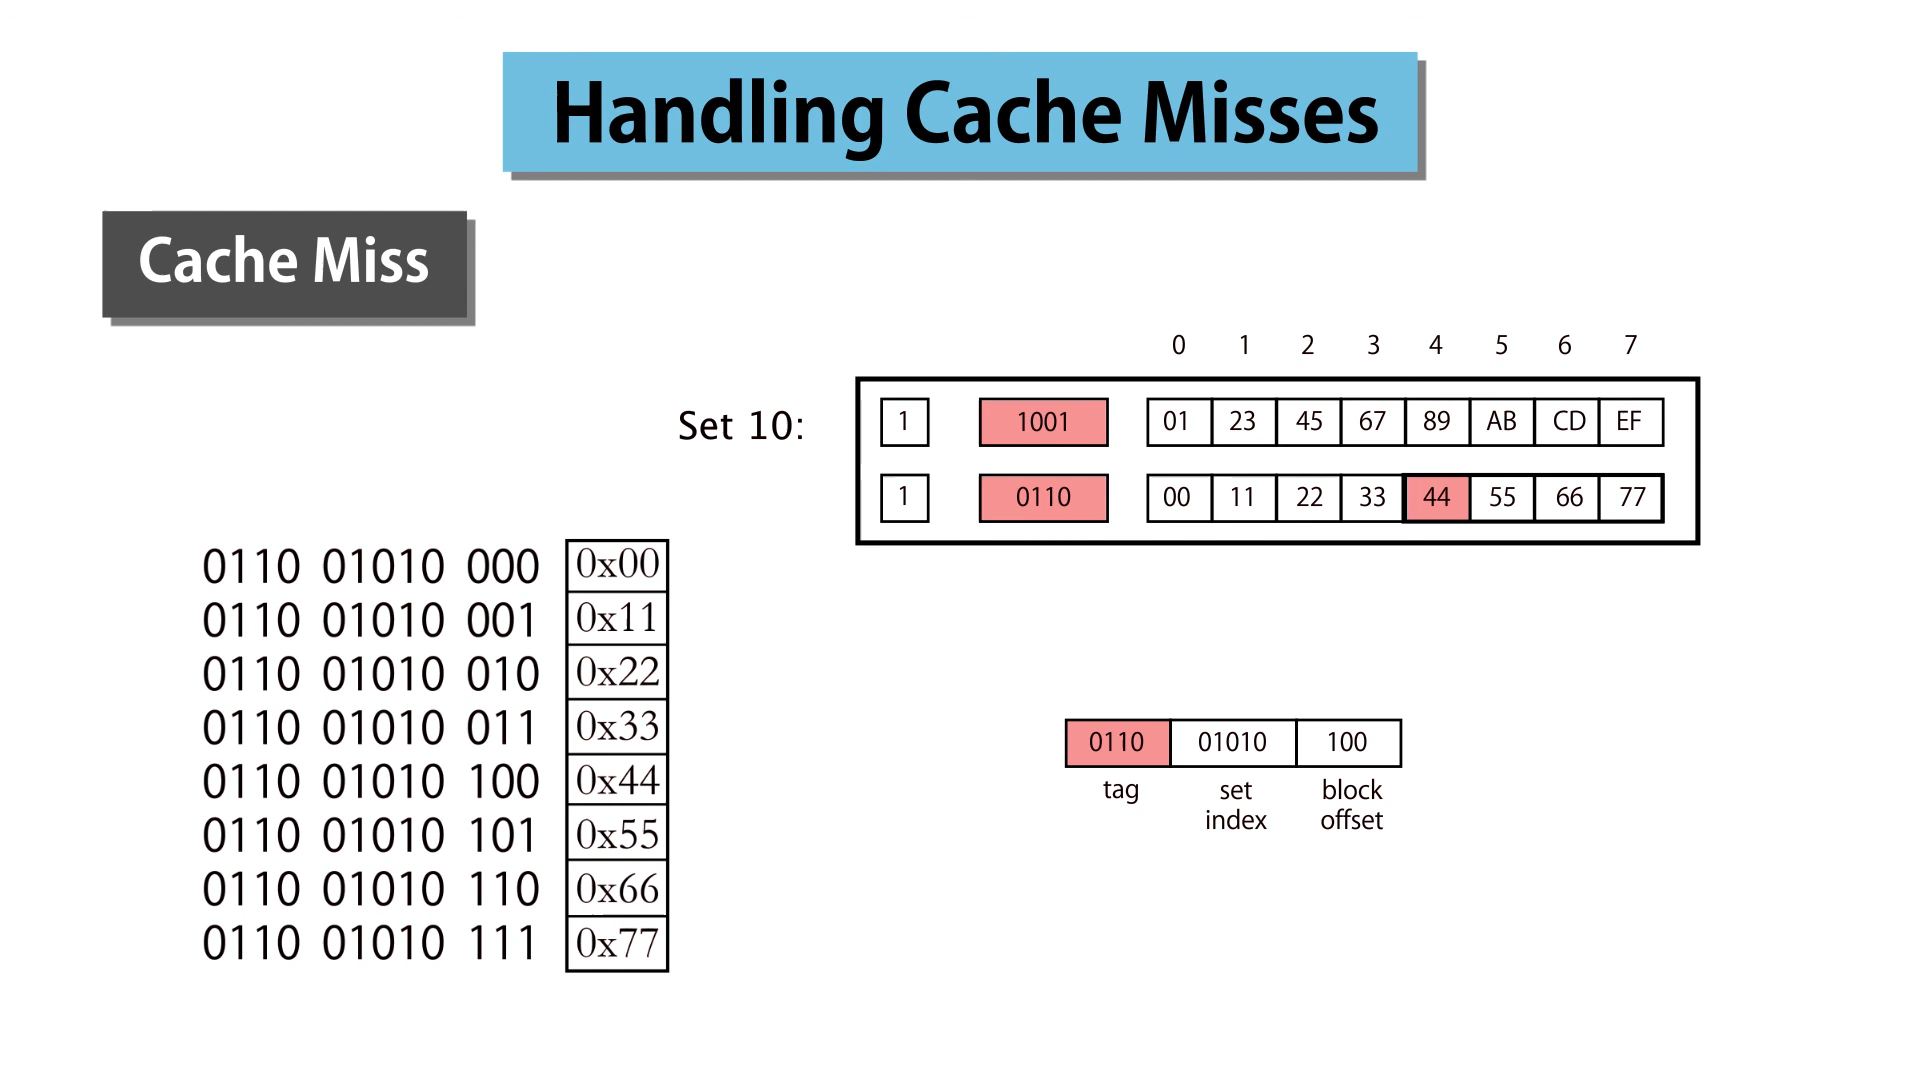 Handling Cache Misses
Cache Miss
0 1 2 3 4 5 6 7
Set 10:
1 1001 01 23 45 67 89 AB CD EF
1 0110 00 11 22 33 44 55 66 77
0110 01010 000 0x00
0110 01010 001 0x11
0110 01010 010 0x22
0110 01010 011 0x33
0110 01010 100 0x44
0110 01010 101 0x55
0110 01010 110 0x66
0110 01010 111 0x77
0110 01010 100
tag set block
index offset